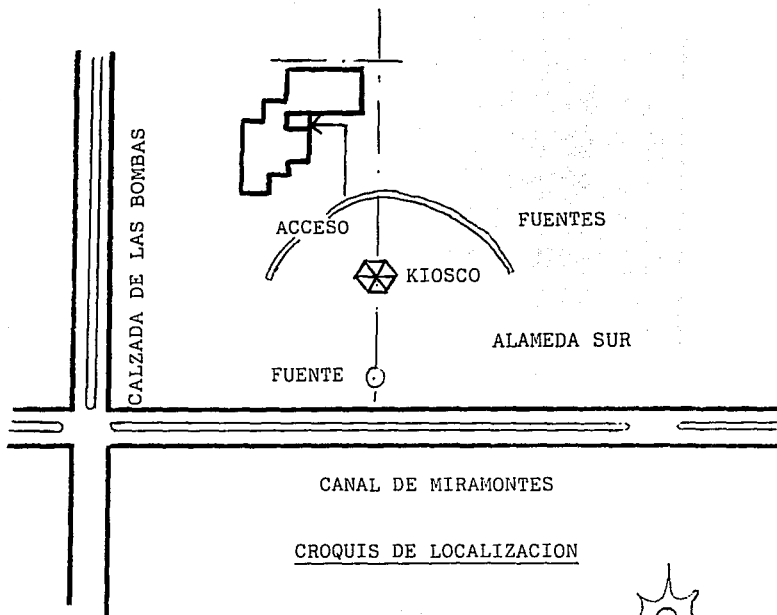 CALZADA DE LAS BOMBAS
ACCESO
FUENTES
KIOSCO
ALAMEDA SUR
FUENTE
CANAL DE MIRAMONTES
CROQUIS DE LOCALIZACION